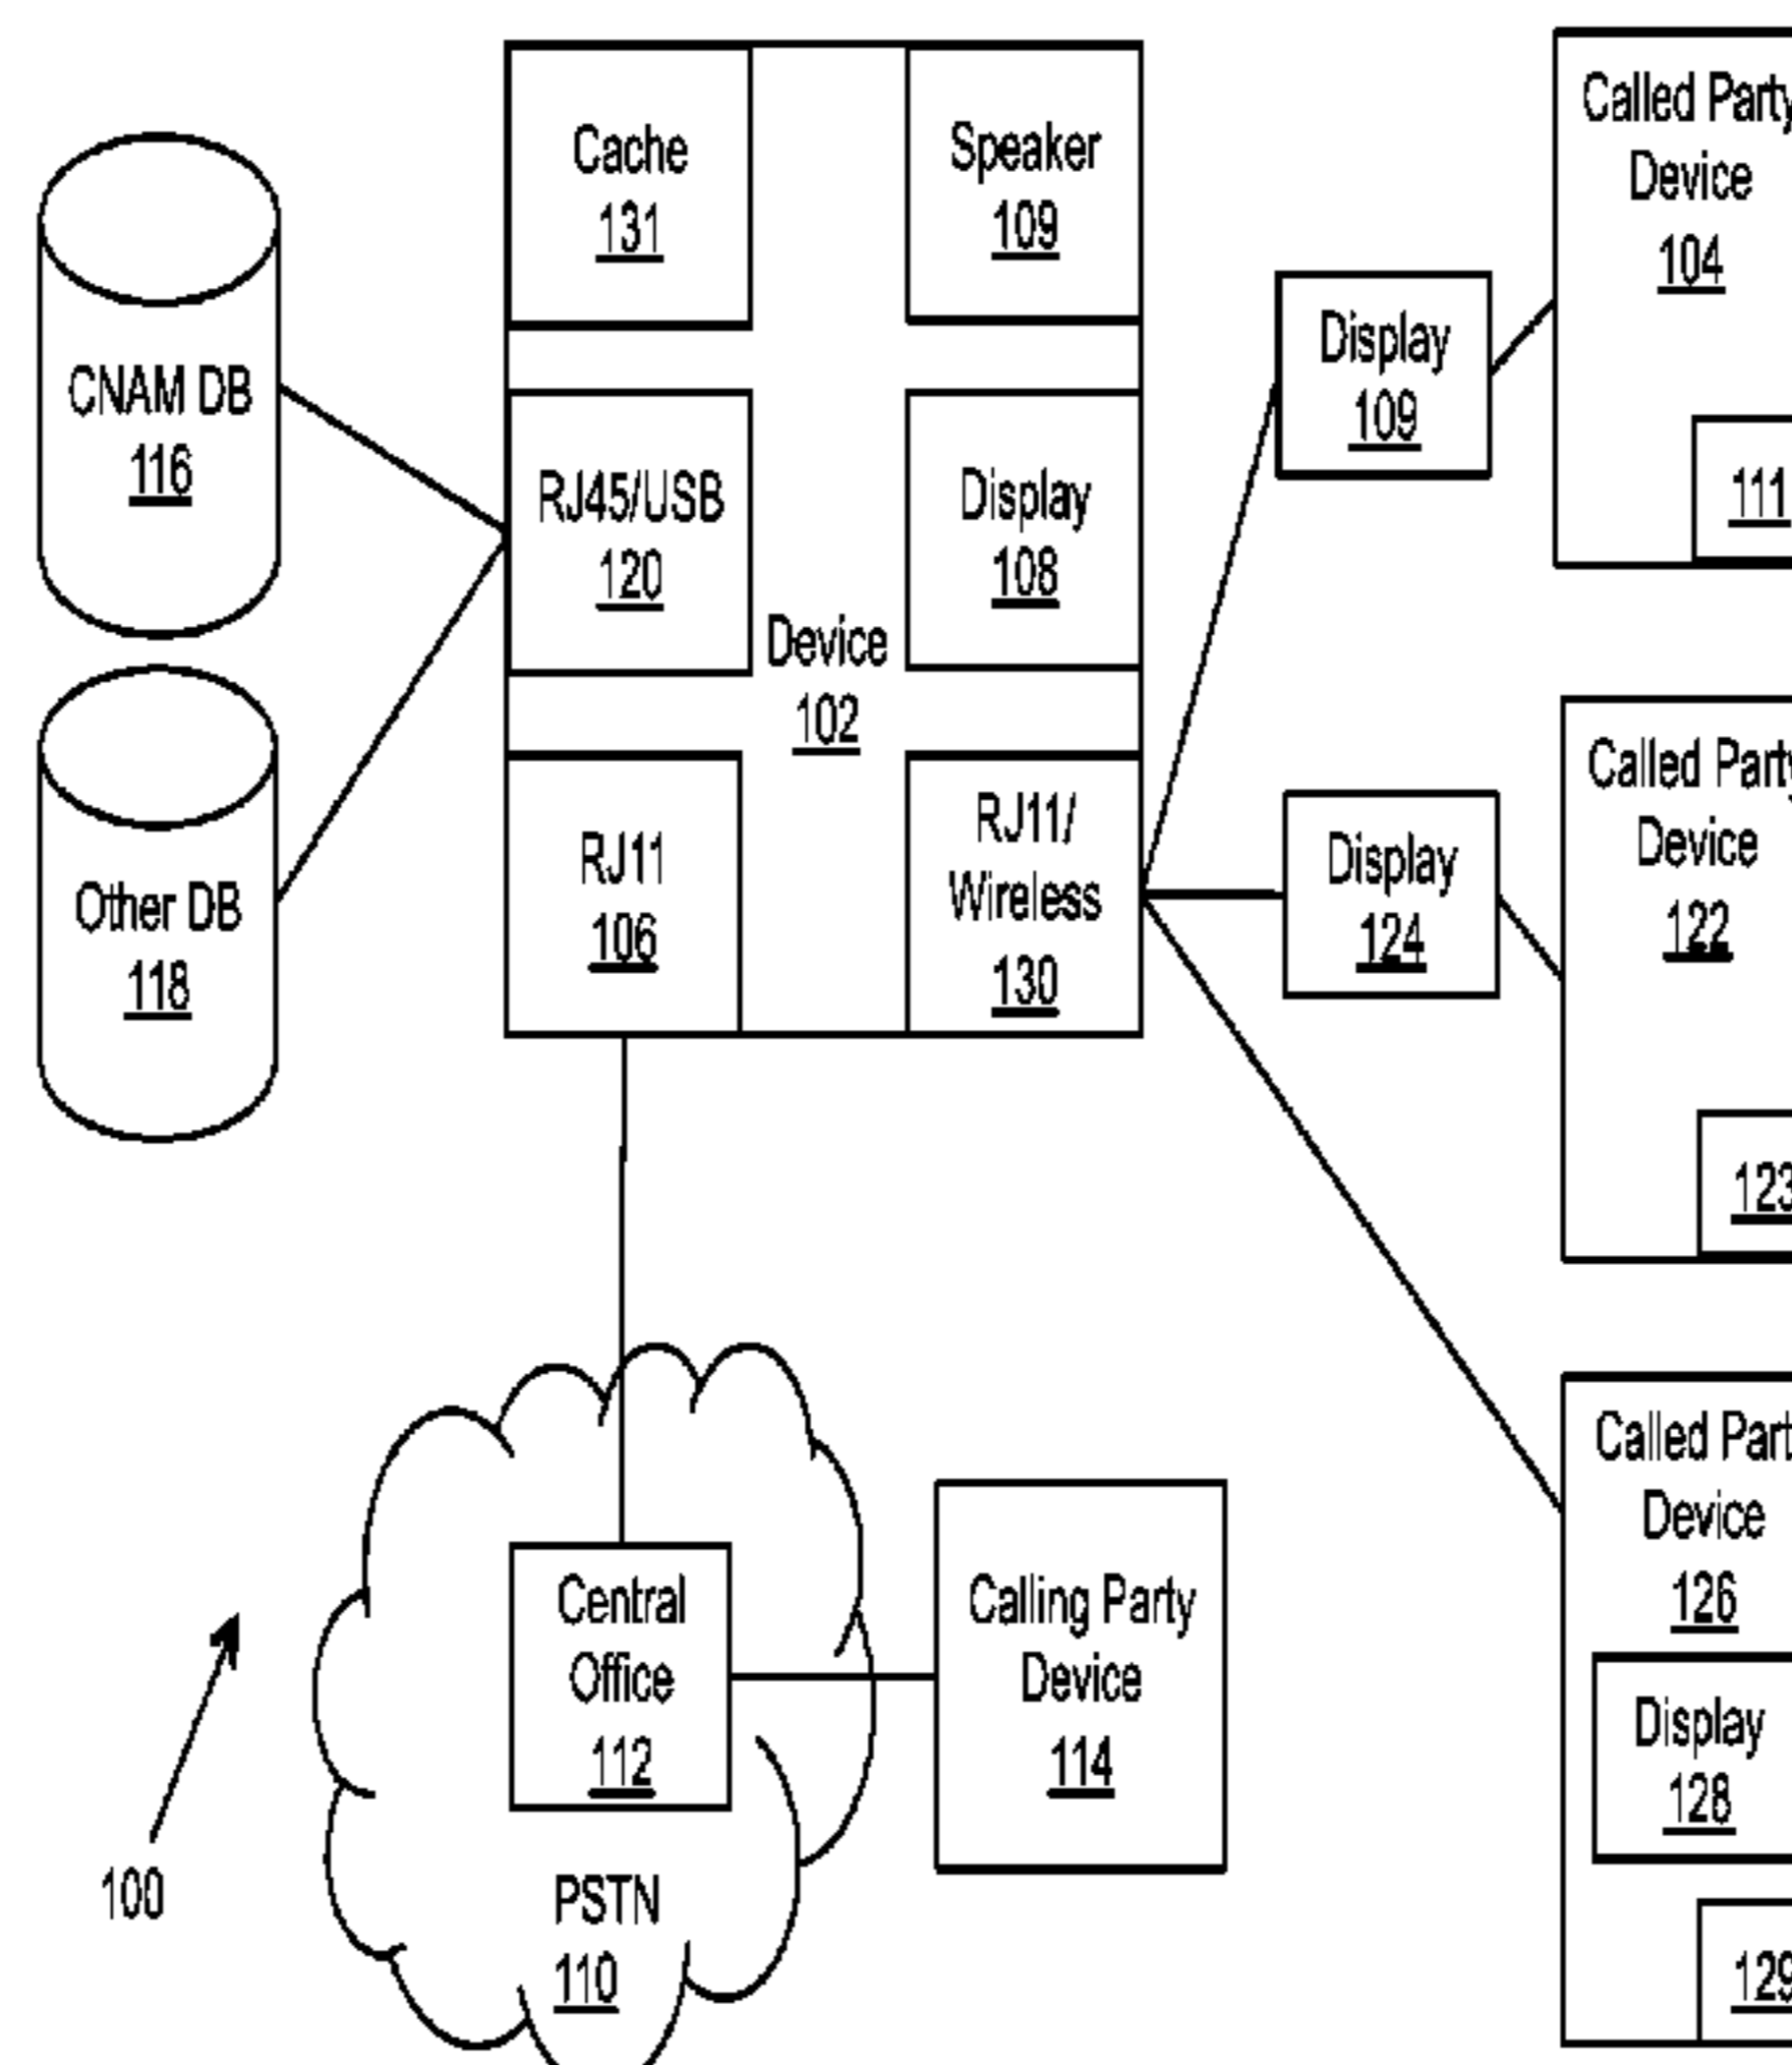 Cache
131
Speaker
109
CNAM DB
116
RJ45/USB
120
Display
108
Device
102
Other DB
118
RJ11
106
RJ11/
Wireless
130
Display
109
Called Party
Device
104
111
Display
124
Called Party
Device
122
123
Called Part
Device
126
Display
128
129
Central
Office
112
Calling Party
Device
114
PSTN
110
100